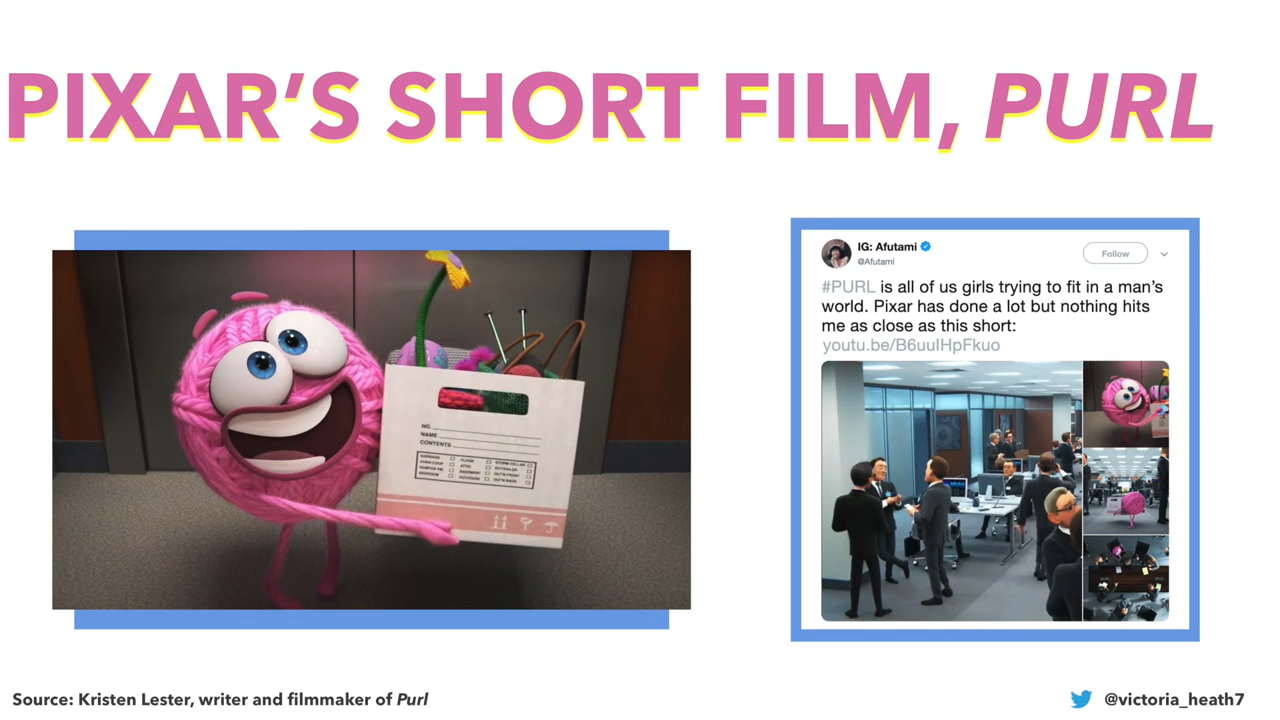 PIXAR'S SHORT FILM, PURL
NO.
NAME
CONTENTS
IG: Afutami
@Afutami
Follow
#PURL is all of us girls trying to fit in a man's
world. Pixar has done a lot but nothing hits
me as close as this short:
youtu.be/B6uuIHpFkuo
Source: Kristen Lester, writer and filmmaker of Purl
@victoria_heath7